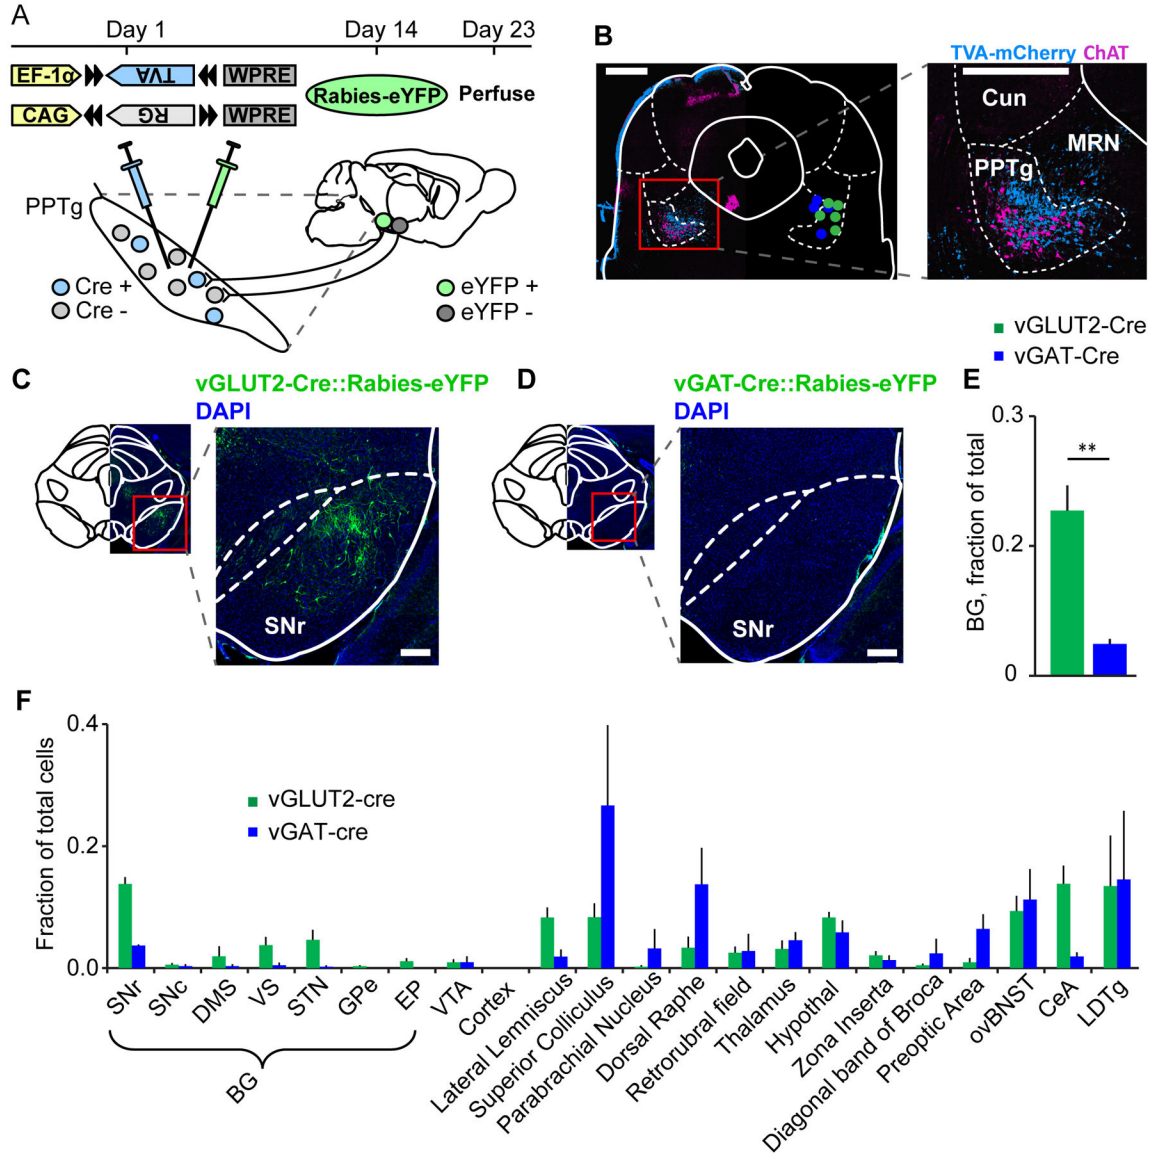 A
Day 1
Day 14
Day 23
EF-1α
TVA
WPRE
CAG
RG
WPRE
Rabies-eYFP
Perfuse
PPTg
Cre +
Cre -
eYFP +
eYFP -
B
TVA-mCherry ChAT
Cun
MRN
PPTg
vGLUT2-Cre
vGAT-Cre
C
vGLUT2-Cre::Rabies-eYFP
DAPI
SNr
D
vGAT-Cre::Rabies-eYFP
DAPI
SNr
E
BG, fraction of total
0.3
0.2
0
**
F
Fraction of total cells
0.4
0.2
0.0
vGLUT2-cre
vGAT-cre
SNr
SNc
DMS
VS
STN
GPe
EP
VTA
Cortex
Lateral Lemniscus
Superior Colliculus
Parabrachial Nucleus
Dorsal Raphe
Retrorubral field
Thalamus
Hypothal
Zona Inserta
Diagonal band of Broca
Preoptic Area
ovBNST
CeA
LDTg
BG